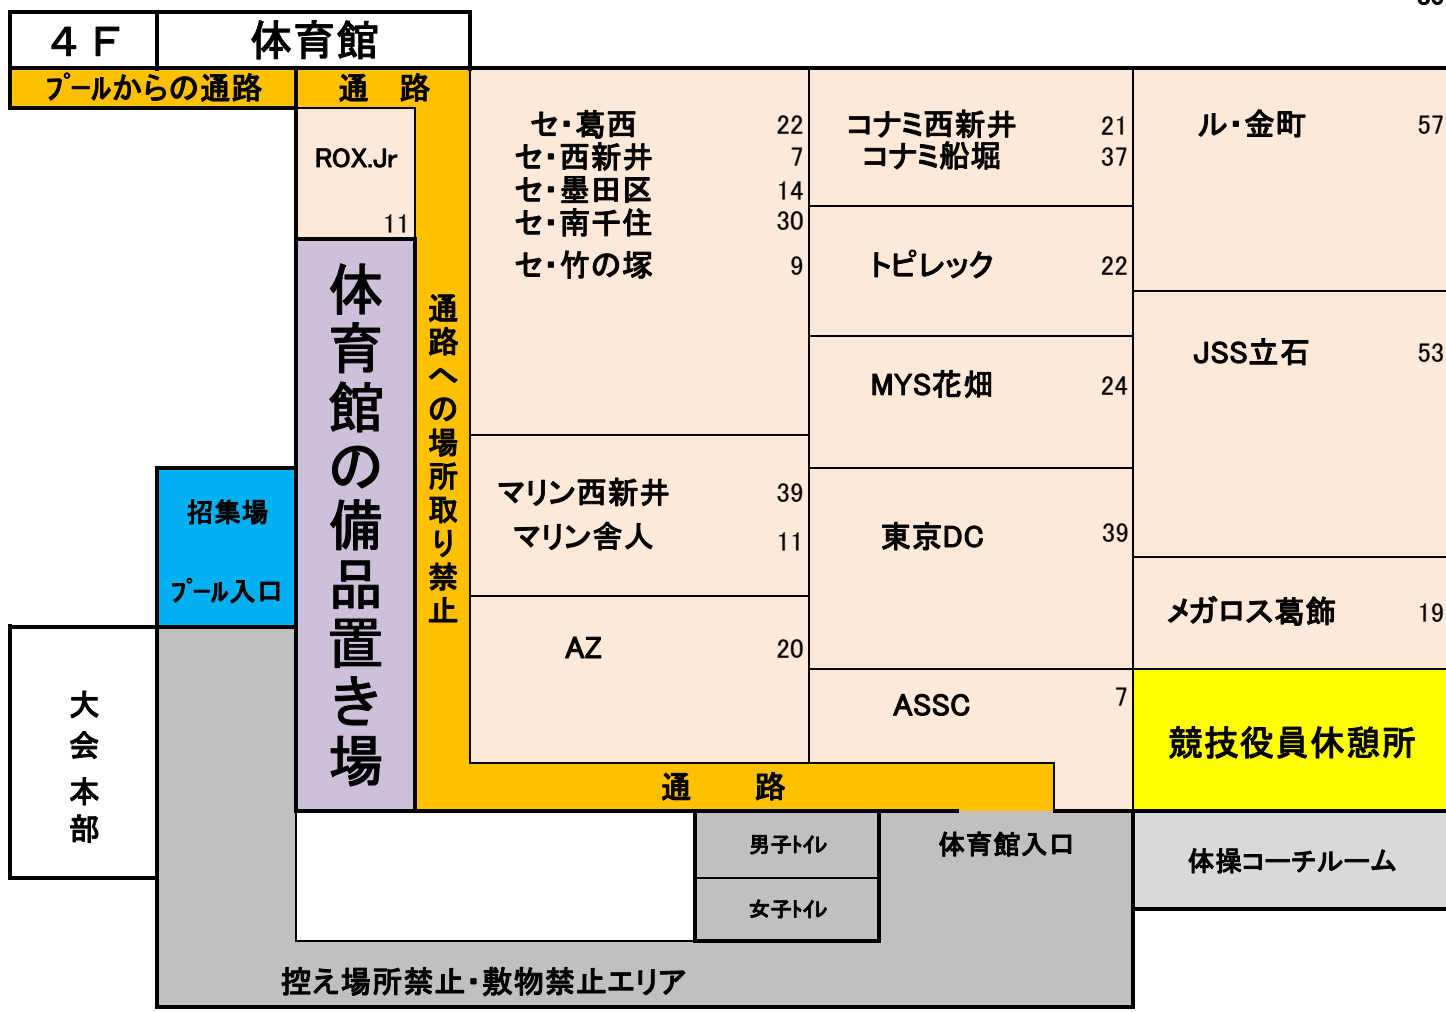 ４Ｆ 体育館
ﾌﾟｰﾙからの通路 通 路
ROX.Jr
11
セ・葛西 22
セ・西新井 7
セ・墨田区 14
セ・南千住 30
セ・竹の塚 9
コナミ西新井 21
コナミ船堀 37
ル・金町 57
トピレック 22
JSS立石 53
MYS花畑 24
体育館の備品置き場
通路への場所取り禁止
マリン西新井 39
マリン舎人 11
東京DC 39
招集場
ﾌﾟｰﾙ入口
メガロス葛飾 19
AZ 20
ASSC 7
競技役員休憩所
大会本部
通 路
男子ﾄｲﾚ
女子ﾄｲﾚ
体育館入口
体操コーチルーム
控え場所禁止・敷物禁止エリア